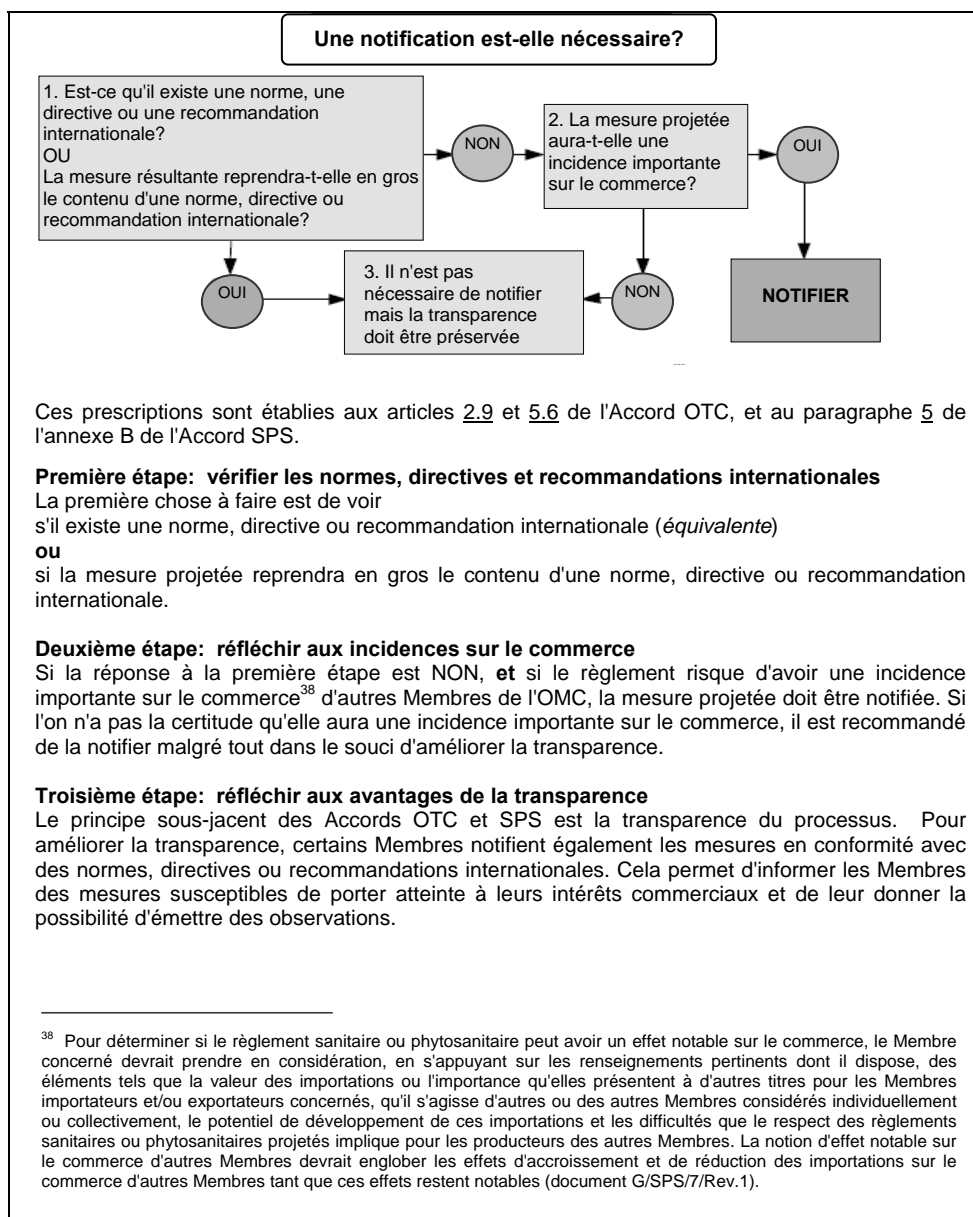 Une notification est-elle nécessaire?
1. Est-ce qu'il existe une norme, une
directive ou une recommandation
internationale?
OU
La mesure résultante reprendra-t-elle en gros
le contenu d'une norme, directive ou
recommandation internationale?
NON
2. La mesure projetée
aura-t-elle une
incidence importante
sur le commerce?
OUI
OUI
3. Il n'est pas
nécessaire de notifier
mais la transparence
doit être préservée
NON
NOTIFIER
Ces prescriptions sont établies aux articles 2.9 et 5.6 de l'Accord OTC, et au paragraphe 5 de
l'annexe B de l'Accord SPS.
Première étape: vérifier les normes, directives et recommandations internationales
La première chose à faire est de voir
s'il existe une norme, directive ou recommandation internationale (équivalente)
ou
si la mesure projetée reprendra en gros le contenu d'une norme, directive ou recommandation
internationale.
Deuxième étape: réfléchir aux incidences sur le commerce
Si la réponse à la première étape est NON, et si le règlement risque d'avoir une incidence
importante sur le commerce38 d'autres Membres de l'OMC, la mesure projetée doit être notifiée. Si
l'on n'a pas la certitude qu'elle aura une incidence importante sur le commerce, il est recommandé
de la notifier malgré tout dans le souci d'améliorer la transparence.
Troisième étape: réfléchir aux avantages de la transparence
Le principe sous-jacent des Accords OTC et SPS est la transparence du processus. Pour
améliorer la transparence, certains Membres notifient également les mesures en conformité avec
des normes, directives ou recommandations internationales. Cela permet d'informer les Membres
des mesures susceptibles de porter atteinte à leurs intérêts commerciaux et de leur donner la
possibilité d'émettre des observations.
38 Pour déterminer si le règlement sanitaire ou phytosanitaire peut avoir un effet notable sur le commerce, le Membre
concerné devrait prendre en considération, en s'appuyant sur les renseignements pertinents dont il dispose, des
éléments tels que la valeur des importations ou l'importance qu'elles présentent à d'autres titres pour les Membres
importateurs et/ou exportateurs concernés, qu'il s'agisse d'autres ou des autres Membres considérés individuellement
ou collectivement, le potentiel de développement de ces importations et les difficultés que le respect des règlements
sanitaires ou phytosanitaires projetés implique pour les producteurs des autres Membres. La notion d'effet notable sur
le commerce d'autres Membres devrait englober les effets d'accroissement et de réduction des importations sur le
commerce d'autres Membres tant que ces effets restent notables (document G/SPS/7/Rev.1).